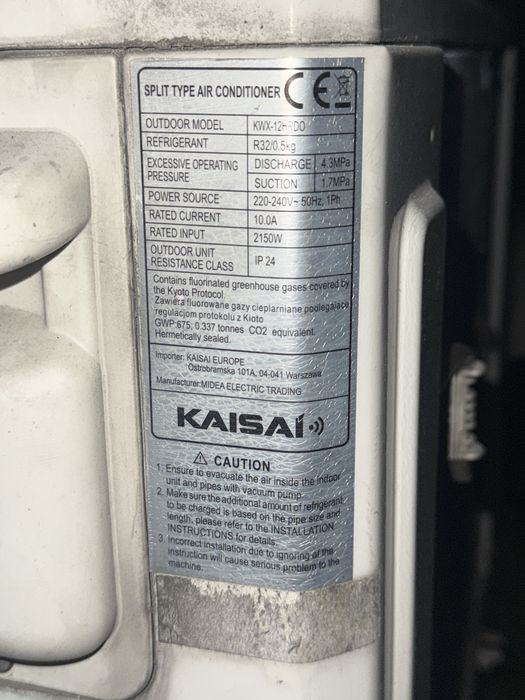 SPLIT TYPE AIR CONDITIONER CE
OUTDOOR MODEL KWX-12HRDO
REFRIGERANT R32/0.5kg
EXCESSIVE OPERATING PRESSURE DISCHARGE 4.3MPa
SUCTION 1.7MPa
POWER SOURCE 220-240V~ 50Hz, 1Ph
RATED CURRENT 10.0A
RATED INPUT 2150W
OUTDOOR UNIT
RESISTANCE CLASS IP 24
Contains fluorinated greenhouse gases covered by
the Kyoto Protocol
Zawiera fluorowane gazy cieplarniane podlegające
regulacjom protokołu z Kioto
GWP:675, 0.337 tonnes CO2 equivalent.
Hermetically sealed.
Importer: KAISAI EUROPE
Ostrobramska 101A, 04-041 Warszawa
Manufacturer:MIDEA ELECTRIC TRADING
KAISAI
CAUTION
1. Ensure to evacuate the air inside the indoor
unit and pipes with vacuum pump.
2. Make sure the additional amount of refrigerant
to be charged is based on the pipe size and
length, please refer to the INSTALLATION
INSTRUCTIONS for details.
3. Incorrect installation due to ignoring of the
instruction will cause serious problem to the
machine.